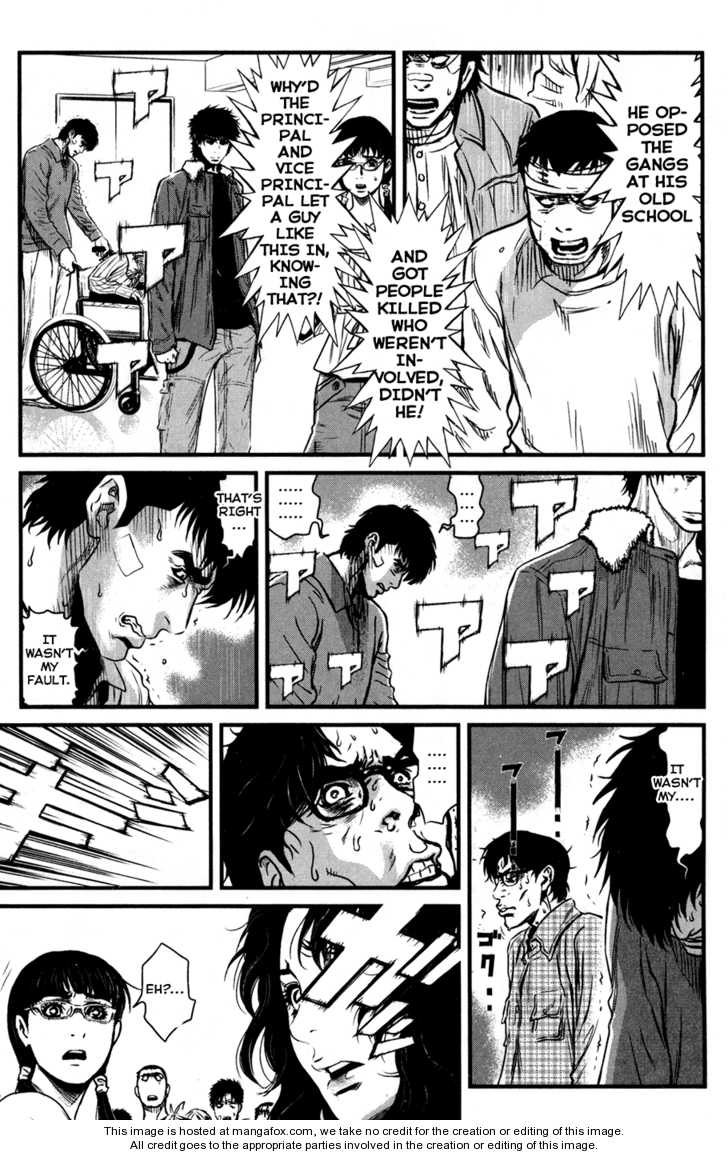 HE OP-
POSED
THE
GANGS
AT HIS
OLD
SCHOOL
AND
GOT
PEOPLE
KILLED
WHO
WEREN'T
IN-
VOLVED,
DIDN'T
HE!
WHY'D
THE
PRINCI-
PAL
AND
VICE
PRINCI-
PAL LET
A GUY
LIKE
THIS IN,
KNOW-
ING
THAT?!
ア
ア
ア
ア
......
......
......
......
......
......
ア
ア
ア
ア
ア
ア
ア
THAT'S
RIGHT
...
IT
WASN'T
MY
FAULT.
IT
WASN'T
MY....
フ
フ
ゴク
......
......
......
EH?...
This image is hosted at mangafox.com, we take no credit for the creation or editing of this image.
All credit goes to the appropriate parties involved in the creation or editing of this image.